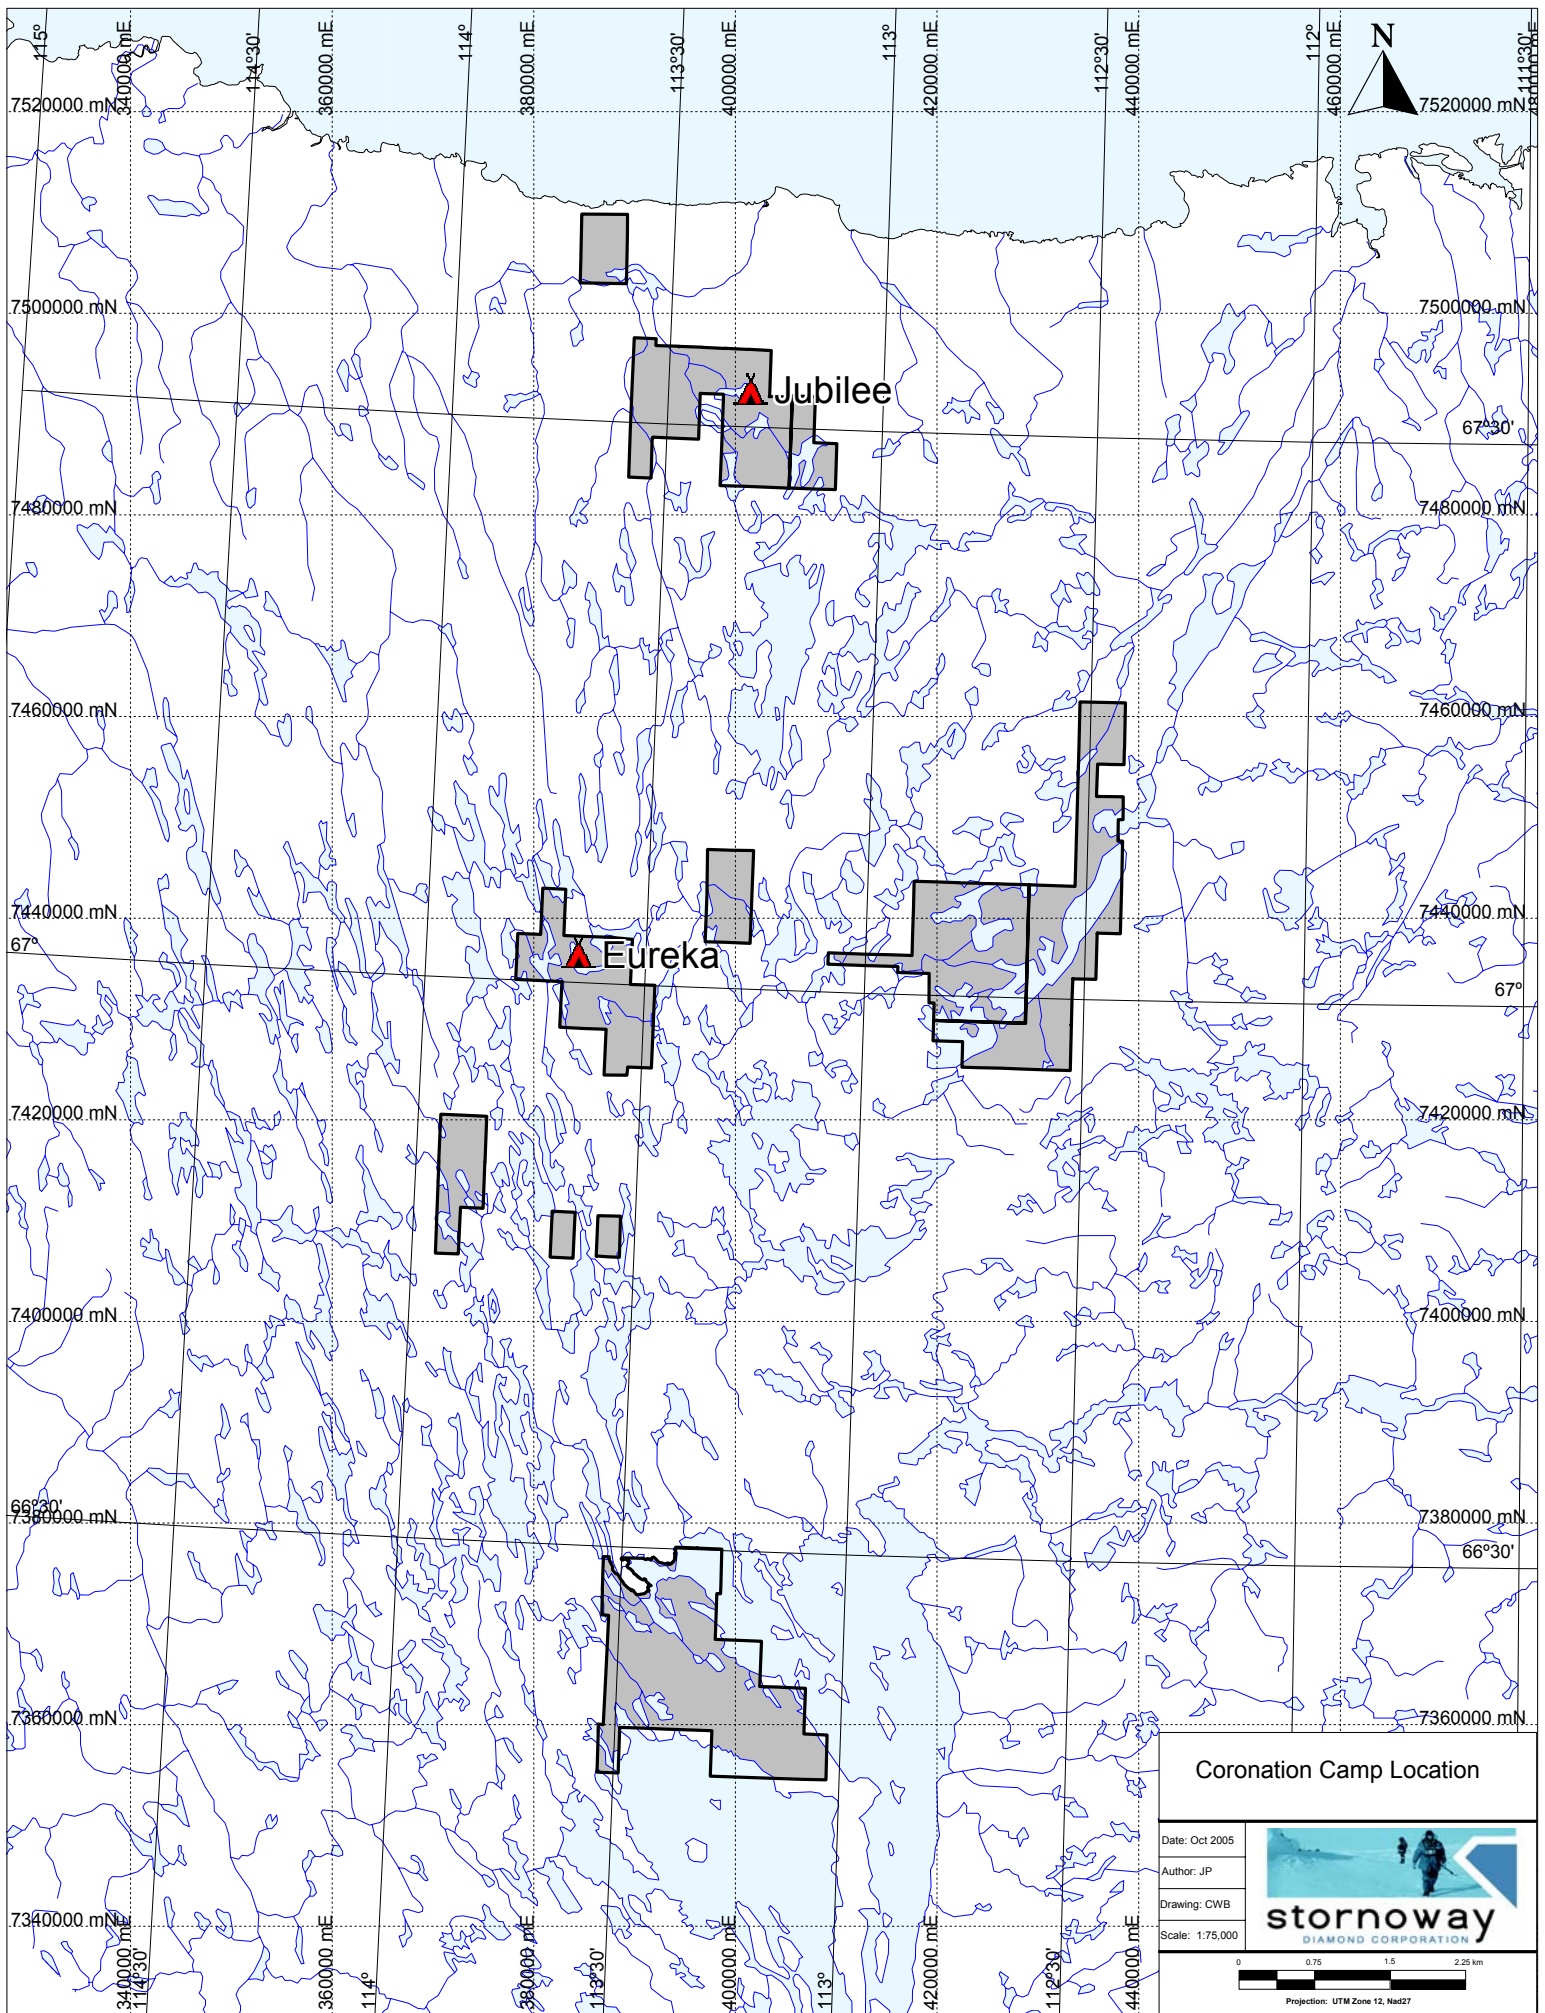 115°
340000 mE
114°30'
360000 mE
114°
380000 mE
113°30'
400000 mE
113°
420000 mE
112°30'
440000 mE
112°
460000 mE
111°30'
480000 mE
N
7520000 mN
7520000 mN
7500000 mN
7500000 mN
Jubilee
67°30'
7480000 mN
7480000 mN
7460000 mN
7460000 mN
7440000 mN
7440000 mN
67°
Eureka
67°
7420000 mN
7420000 mN
7400000 mN
7400000 mN
66°30'
7380000 mN
7380000 mN
66°30'
7360000 mN
7360000 mN
Coronation Camp Location
Date: Oct 2005
Author: JP
Drawing: CWB
Scale: 1:75,000
stornoway
DIAMOND CORPORATION
7340000 mN
0 0.75 1.5 2.25 km
Projection: UTM Zone 12, Nad27
340000 mE
114°30'
360000 mE
114°
380000 mE
113°30'
400000 mE
113°
420000 mE
112°30'
440000 mE